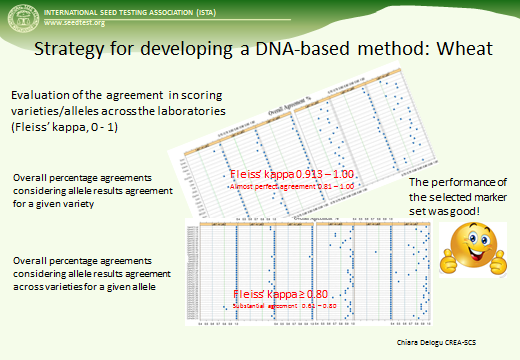 INTERNATIONAL SEED TESTING ASSOCIATION (ISTA)
www.seedtest.org
Strategy for developing a DNA-based method: Wheat
Evaluation of the agreement in scoring
varieties/alleles across the laboratories
(Fleiss' kappa, 0 - 1)
Overall Agreement %
Fleiss' kappa 0.913 – 1.00
Almost perfect agreement 0.81 – 1.00
Overall percentage agreements
considering allele results agreement
for a given variety
The performance of
the selected marker
set was good!
Overall percentage agreements
considering allele results agreement
across varieties for a given allele
Fleiss' kappa ≥ 0.80
Substantial agreement 0.61 – 0.80
Chiara Delogu CREA-SCS